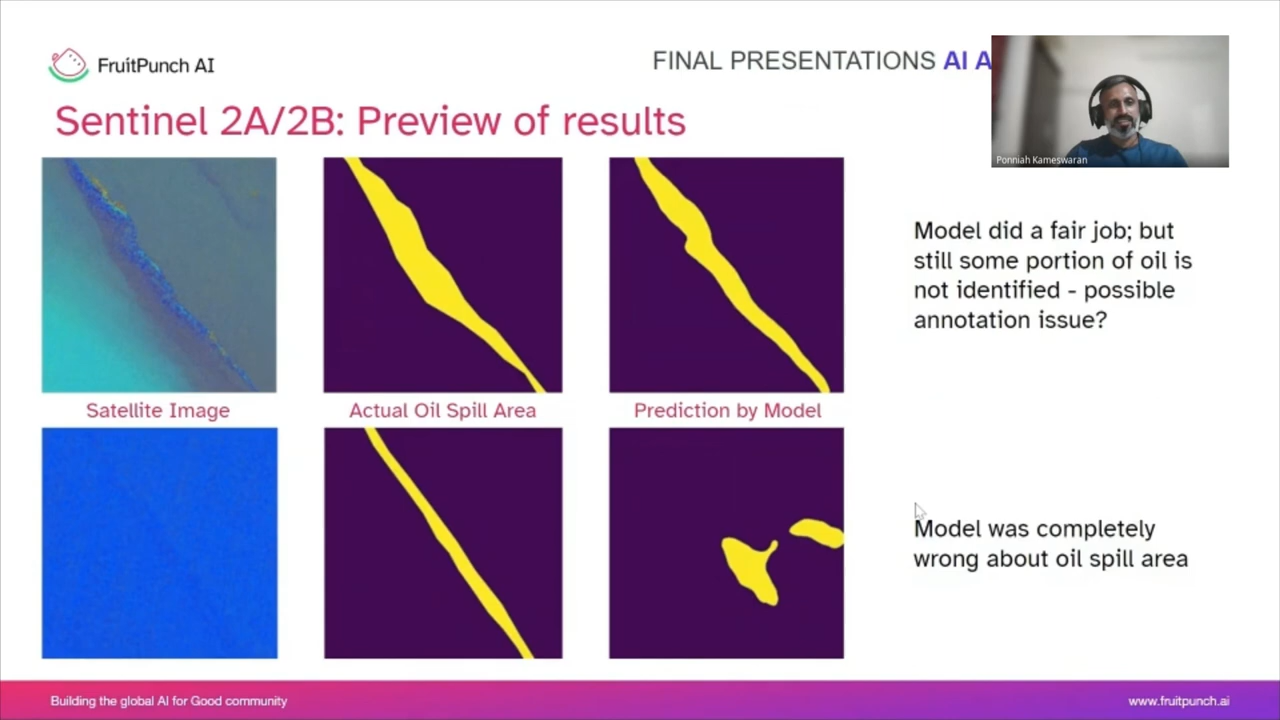 FruitPunch AI
FINAL PRESENTATIONS AI A
Ponniah Kameswaran
Sentinel 2A/2B: Preview of results
Model did a fair job; but
still some portion of oil is
not identified - possible
annotation issue?
Satellite Image
Actual Oil Spill Area
Prediction by Model
Model was completely
wrong about oil spill area
Building the global AI for Good community
www.fruitpunch.ai